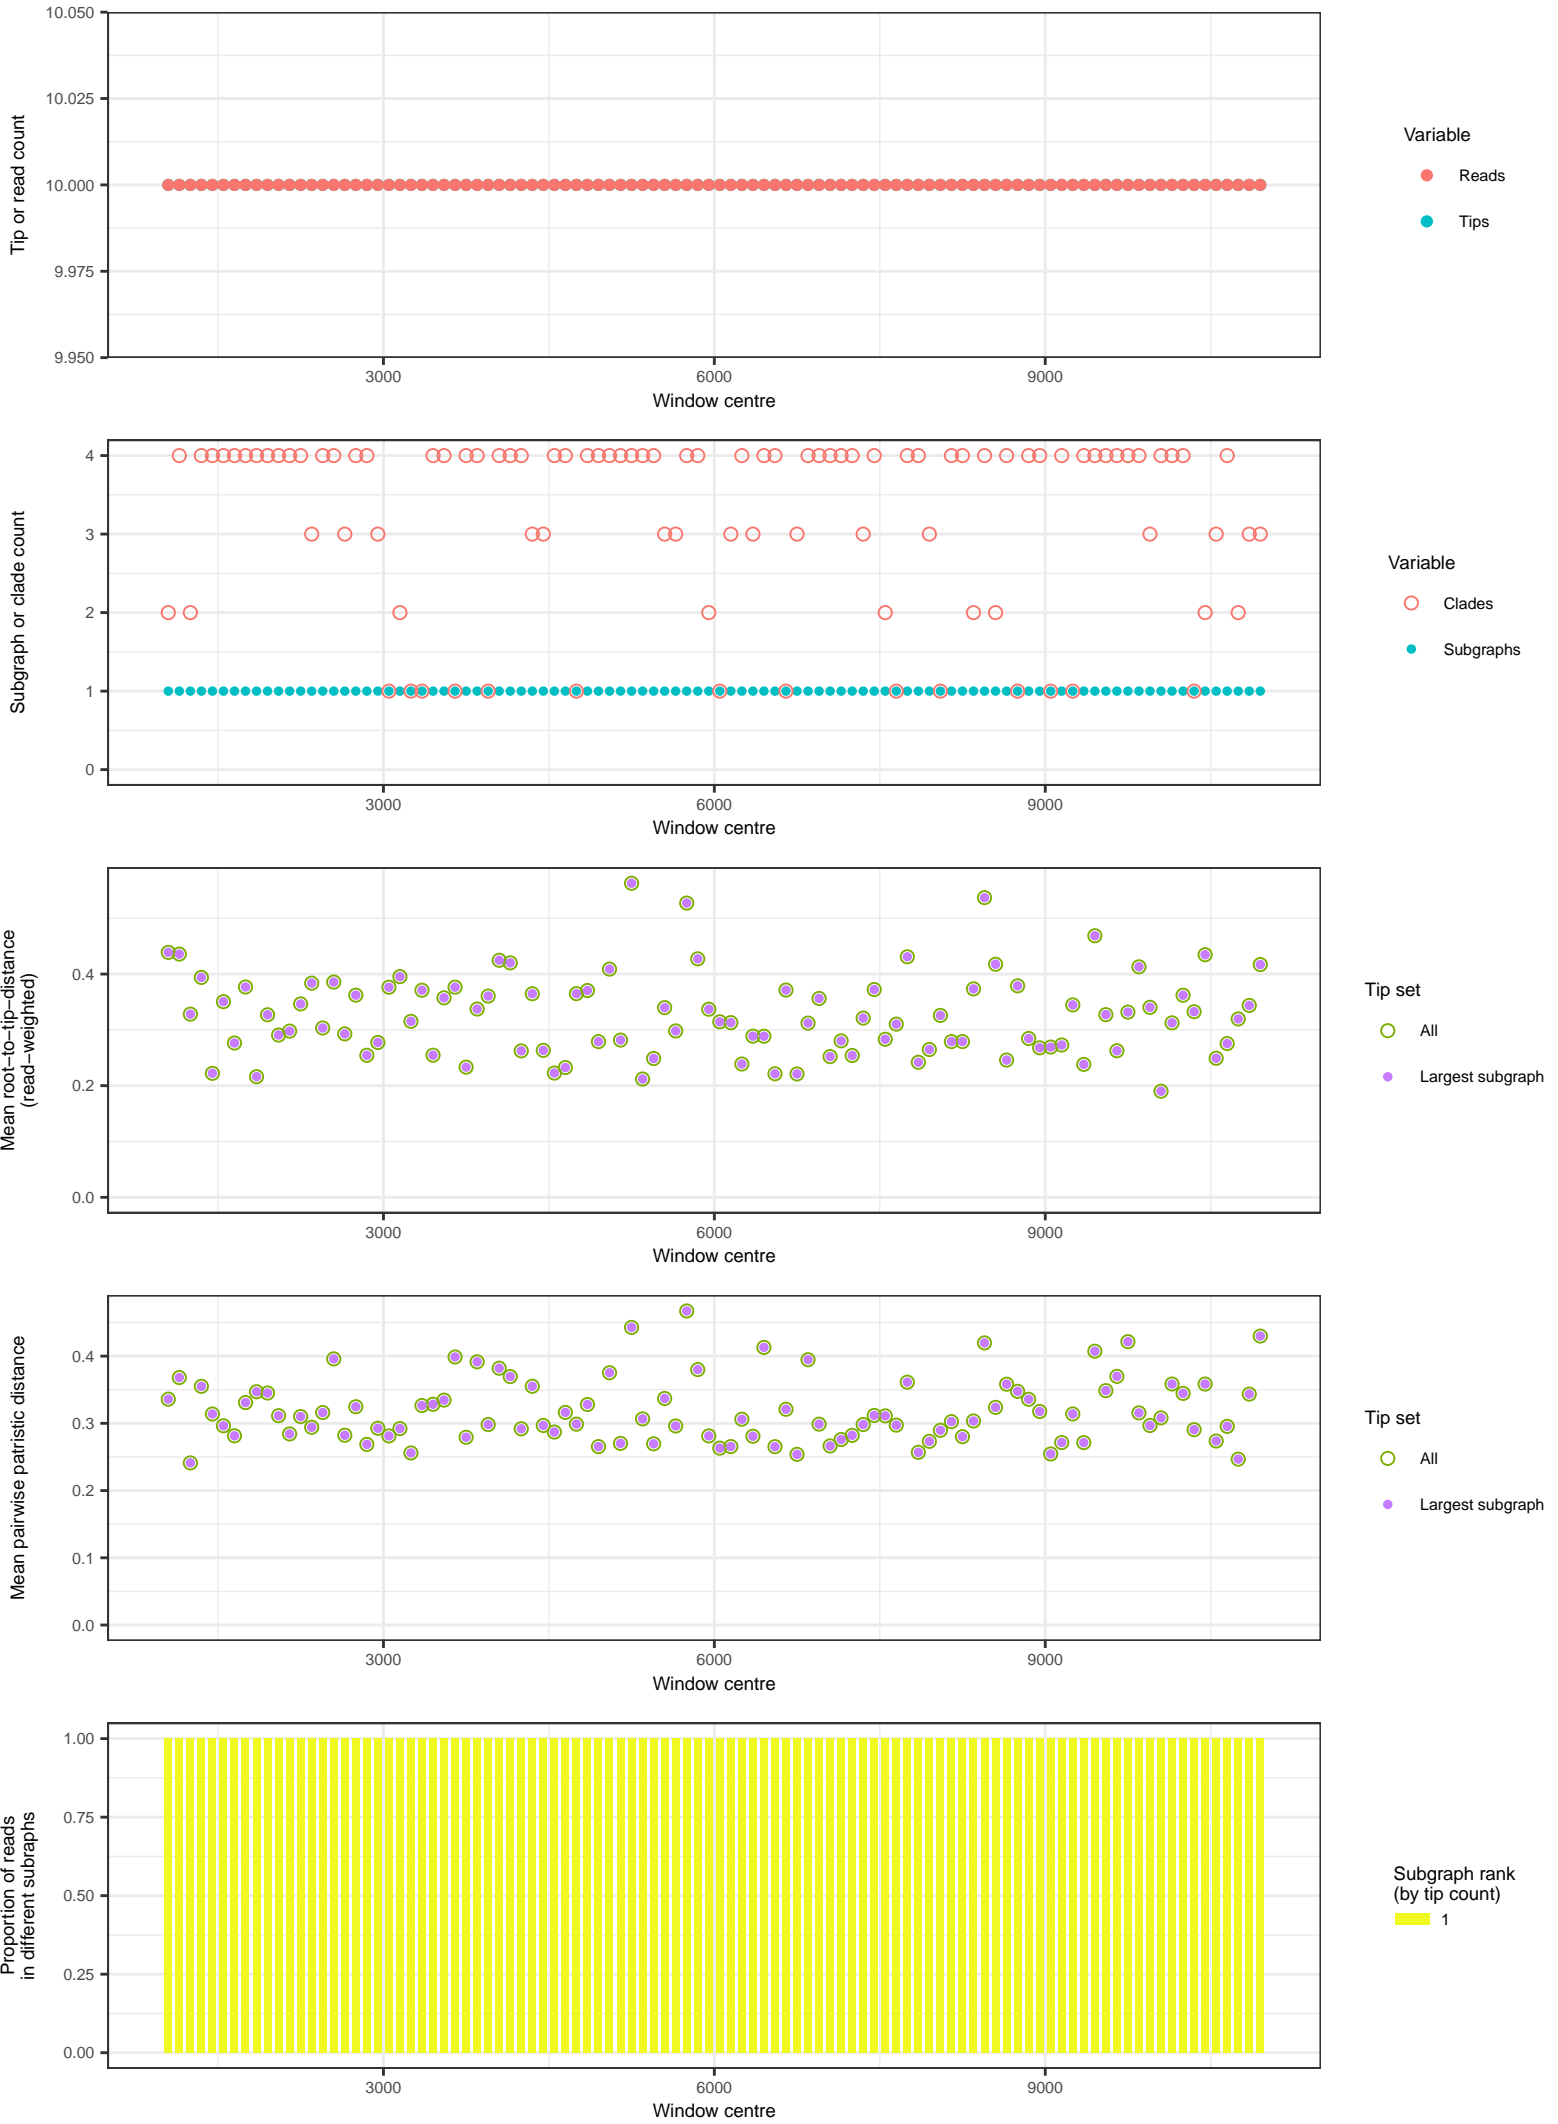 10.050
10.025
10.000
9.975
9.950
Tip or read count
3000
6000
9000
Window centre
Variable
Reads
Tips
4
3
2
1
0
Subgraph or clade count
3000
6000
9000
Window centre
Variable
Clades
Subgraphs
0.4
0.2
0.0
Mean root−to−tip−distance
(read−weighted)
3000
6000
9000
Window centre
Tip set
All
Largest subgraph
0.4
0.3
0.2
0.1
0.0
Mean pairwise patristic distance
3000
6000
9000
Window centre
Tip set
All
Largest subgraph
1.00
0.75
0.50
0.25
0.00
Proportion of reads
in different subraphs
3000
6000
9000
Window centre
Subgraph rank
(by tip count)
1